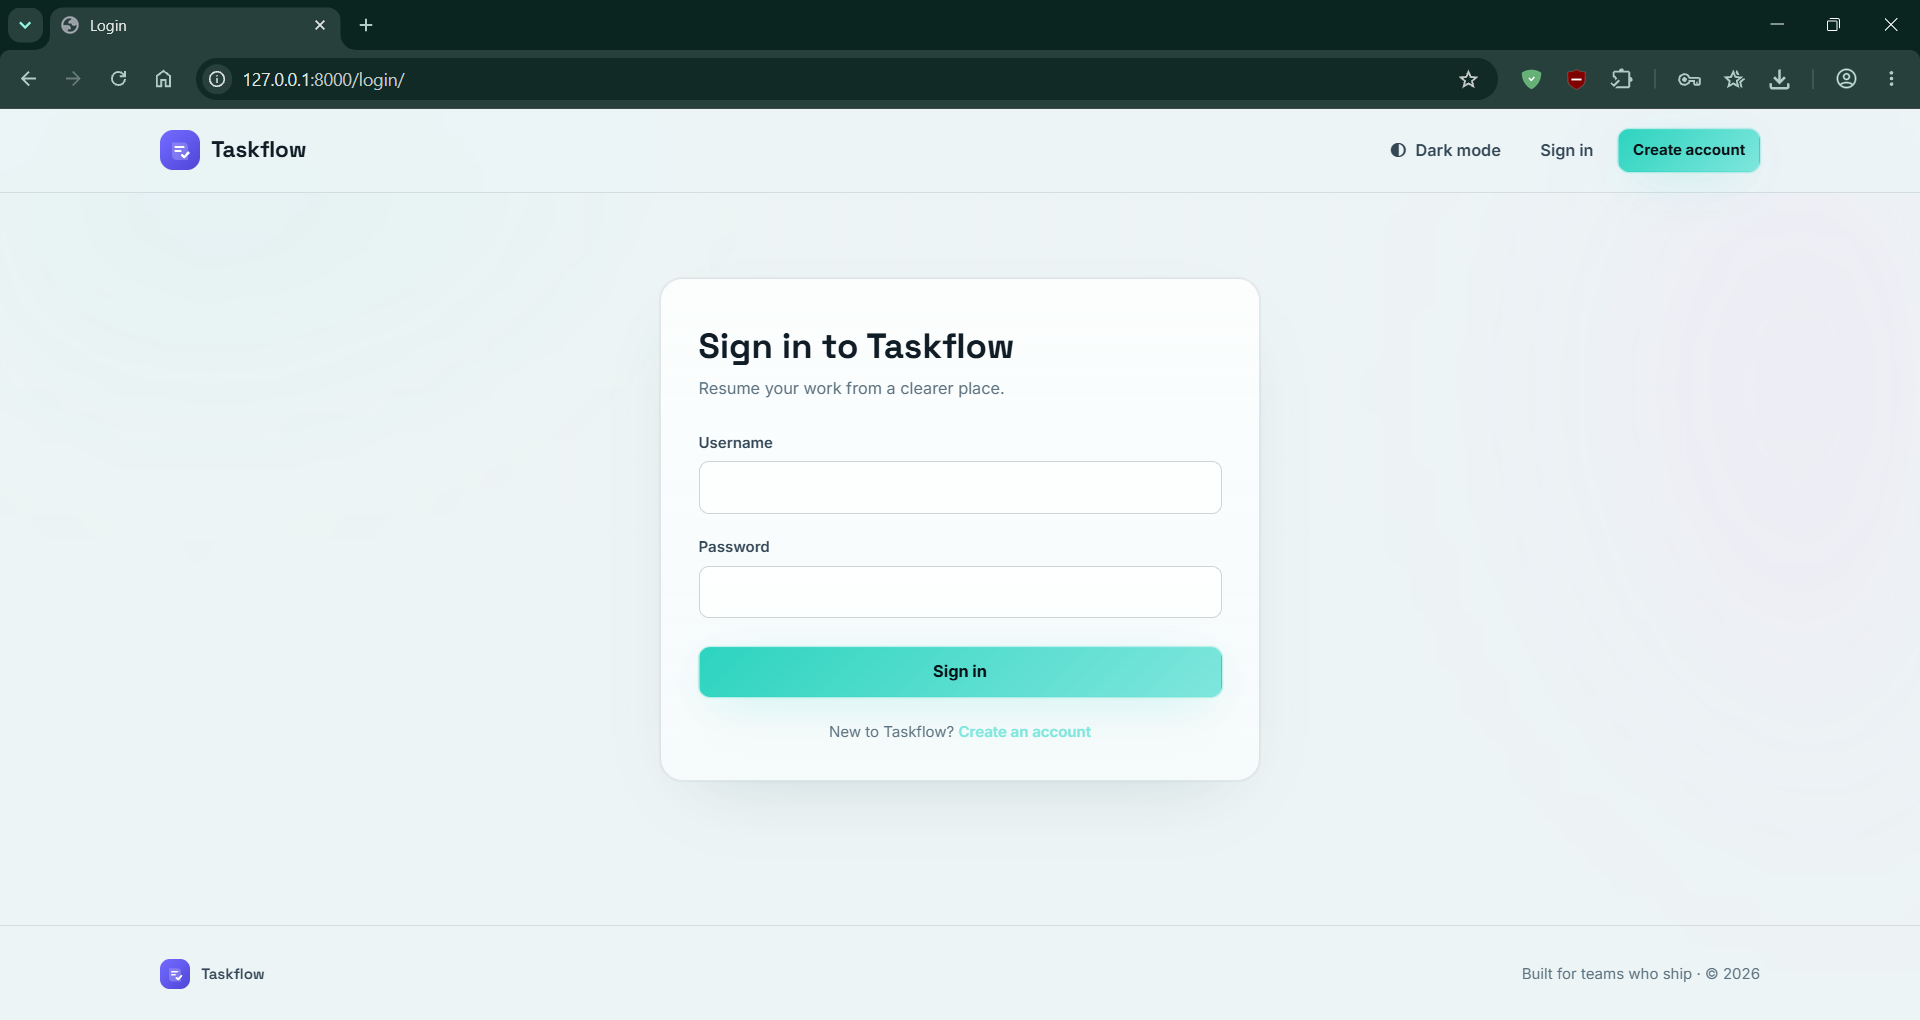 Login
127.0.0.1:8000/login/
Taskflow
Dark mode
Sign in
Create account
Sign in to Taskflow
Resume your work from a clearer place.
Username
Password
Sign in
New to Taskflow? Create an account
Taskflow
Built for teams who ship · © 2026